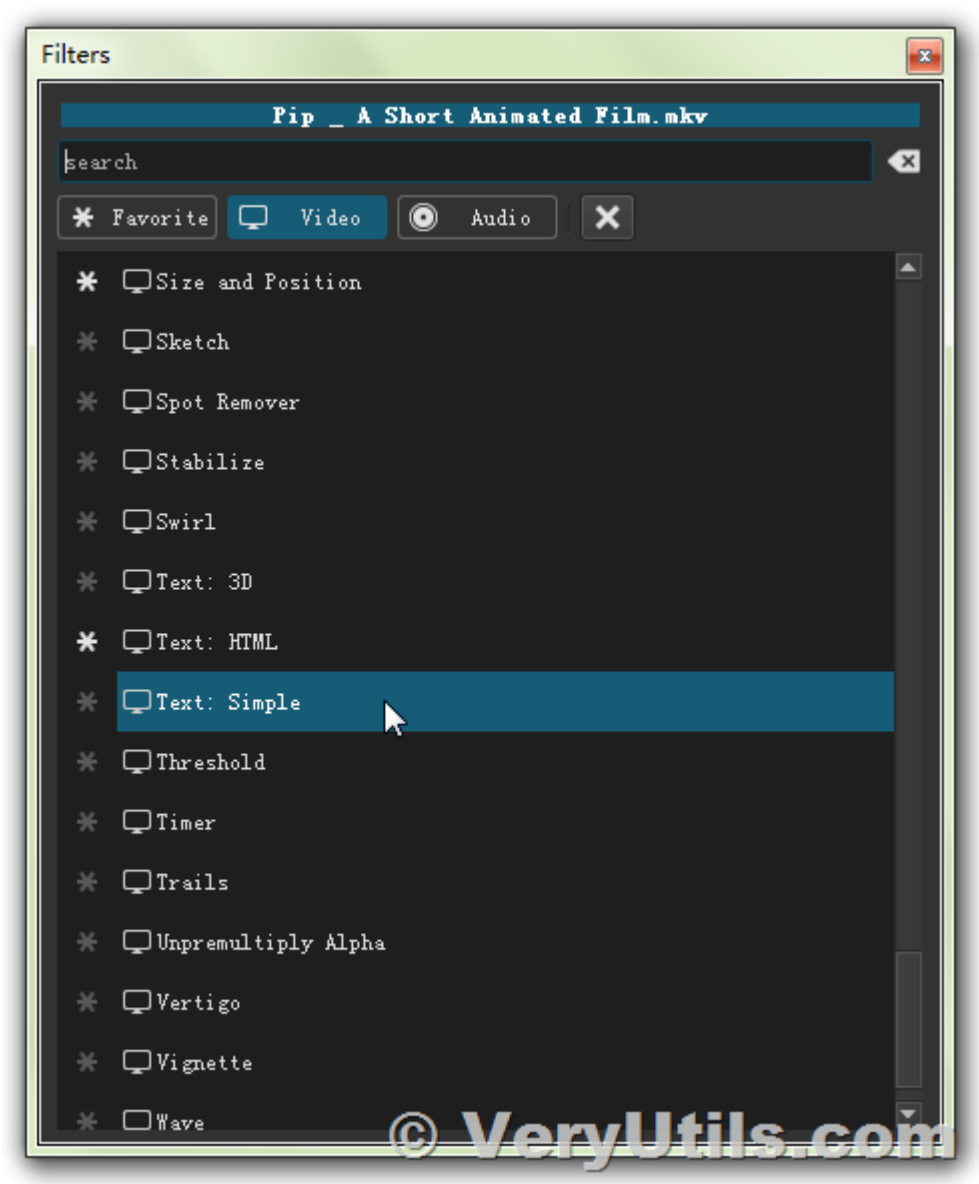 Filters
Pip _ A Short Animated Film.mkv
search
Favorite Video Audio
Size and Position
Sketch
Spot Remover
Stabilize
Swirl
Text: 3D
Text: HTML
Text: Simple
Threshold
Timer
Trails
Unpremultiply Alpha
Vertigo
Vignette
Wave
© VeryUtils.com